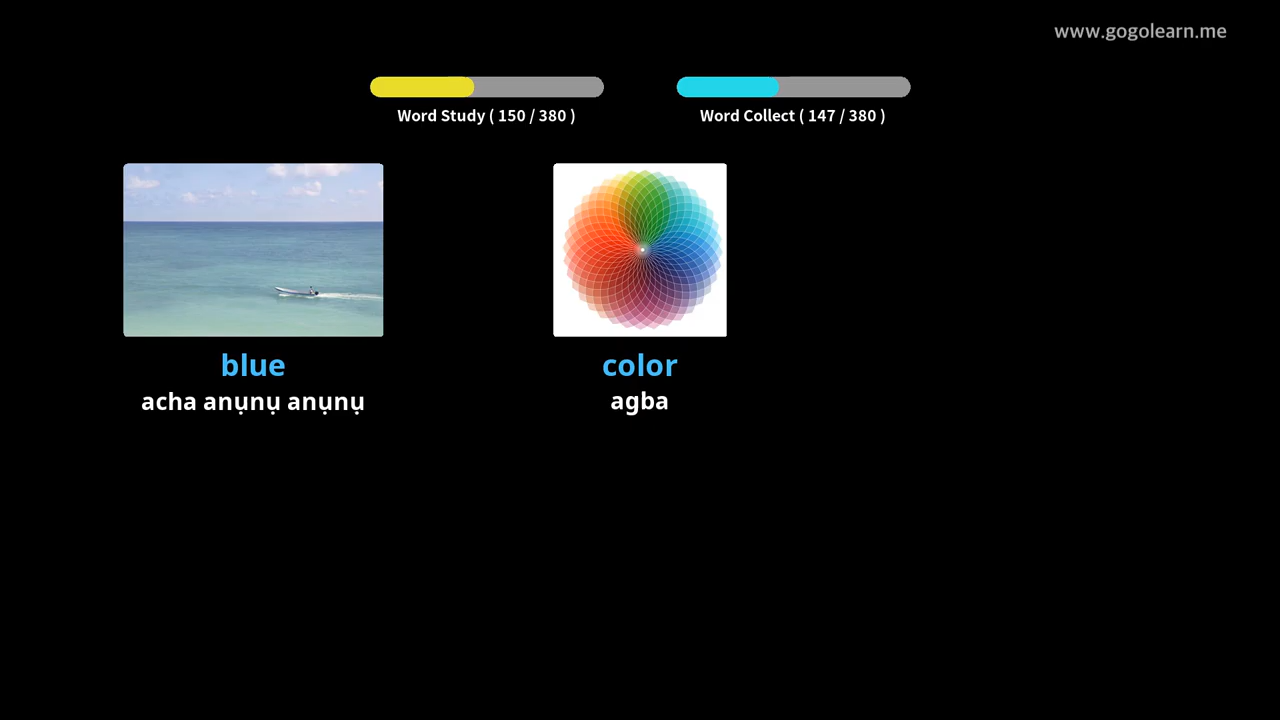 www.gogolearn.me
Word Study ( 150 / 380 )
Word Collect ( 147 / 380 )
blue
acha anụnụ anụnụ
color
agba